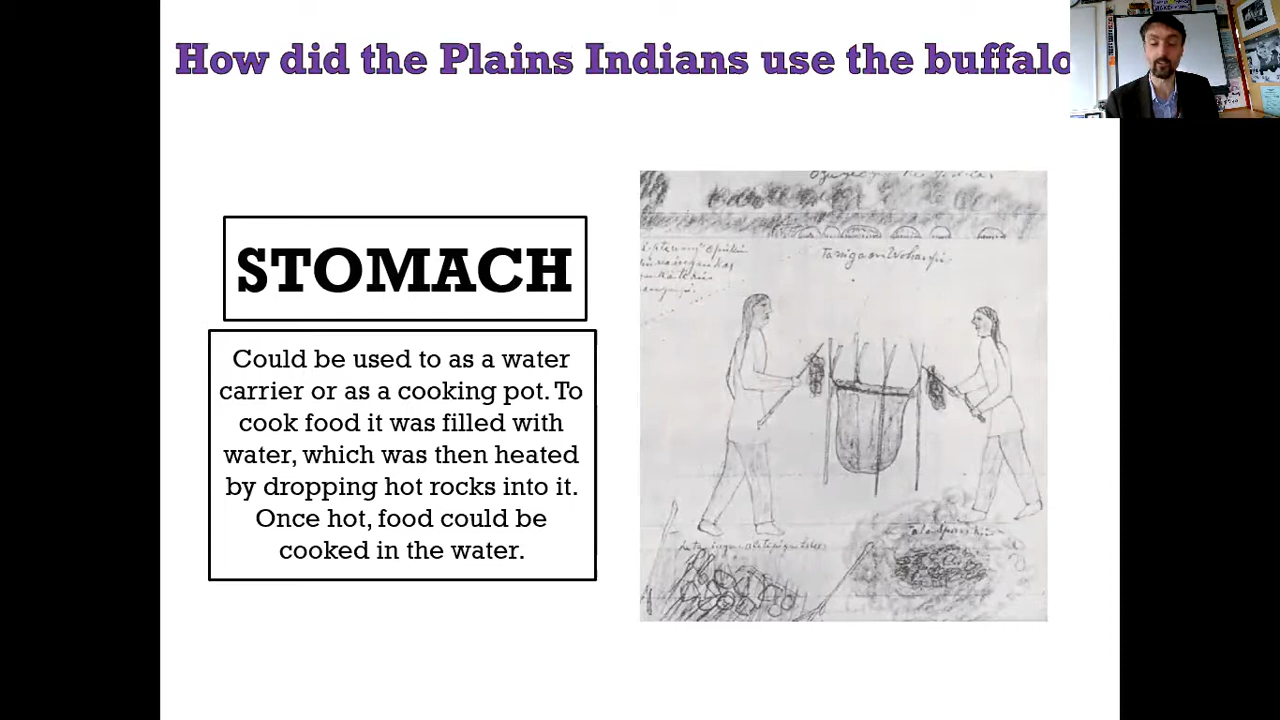 How did the Plains Indians use the buffalo
STOMACH
Could be used to as a water
carrier or as a cooking pot. To
cook food it was filled with
water, which was then heated
by dropping hot rocks into it.
Once hot, food could be
cooked in the water.